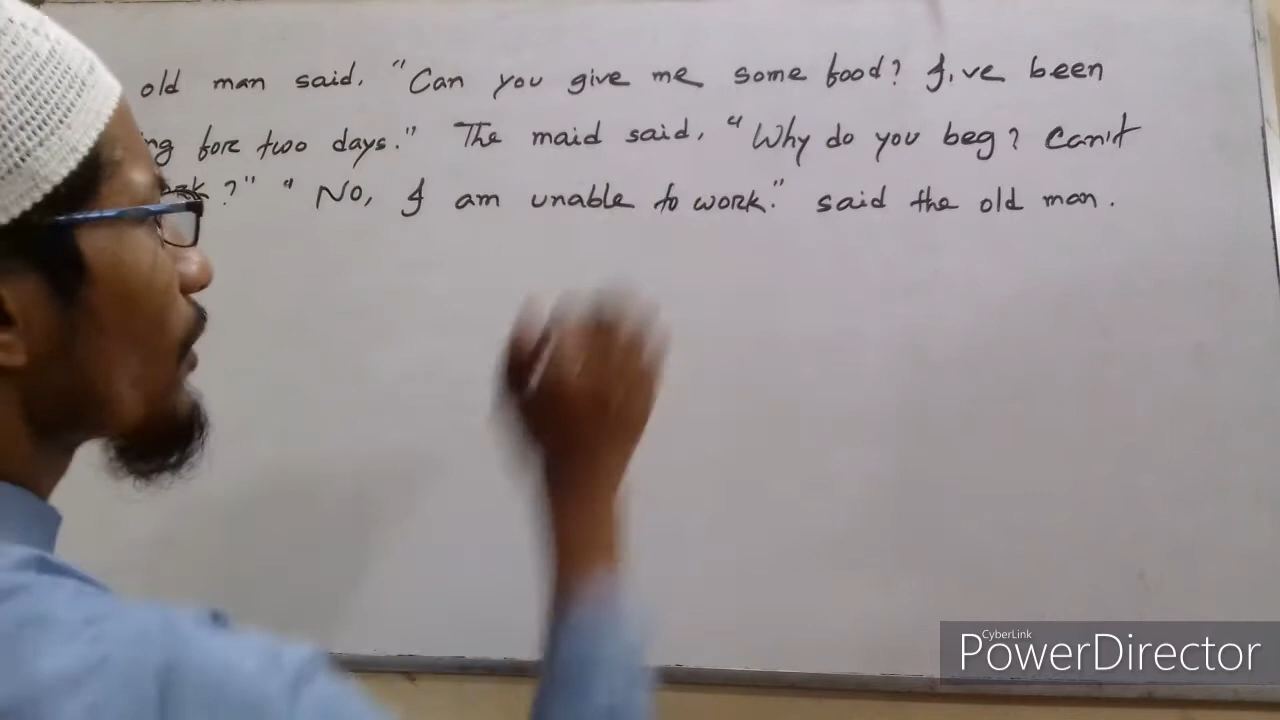 old man said, "Can you give me some food? I've been
for two days." The maid said, "Why do you beg? Can't
?" "No, I am unable to work." said the old man.
CyberLink
PowerDirector